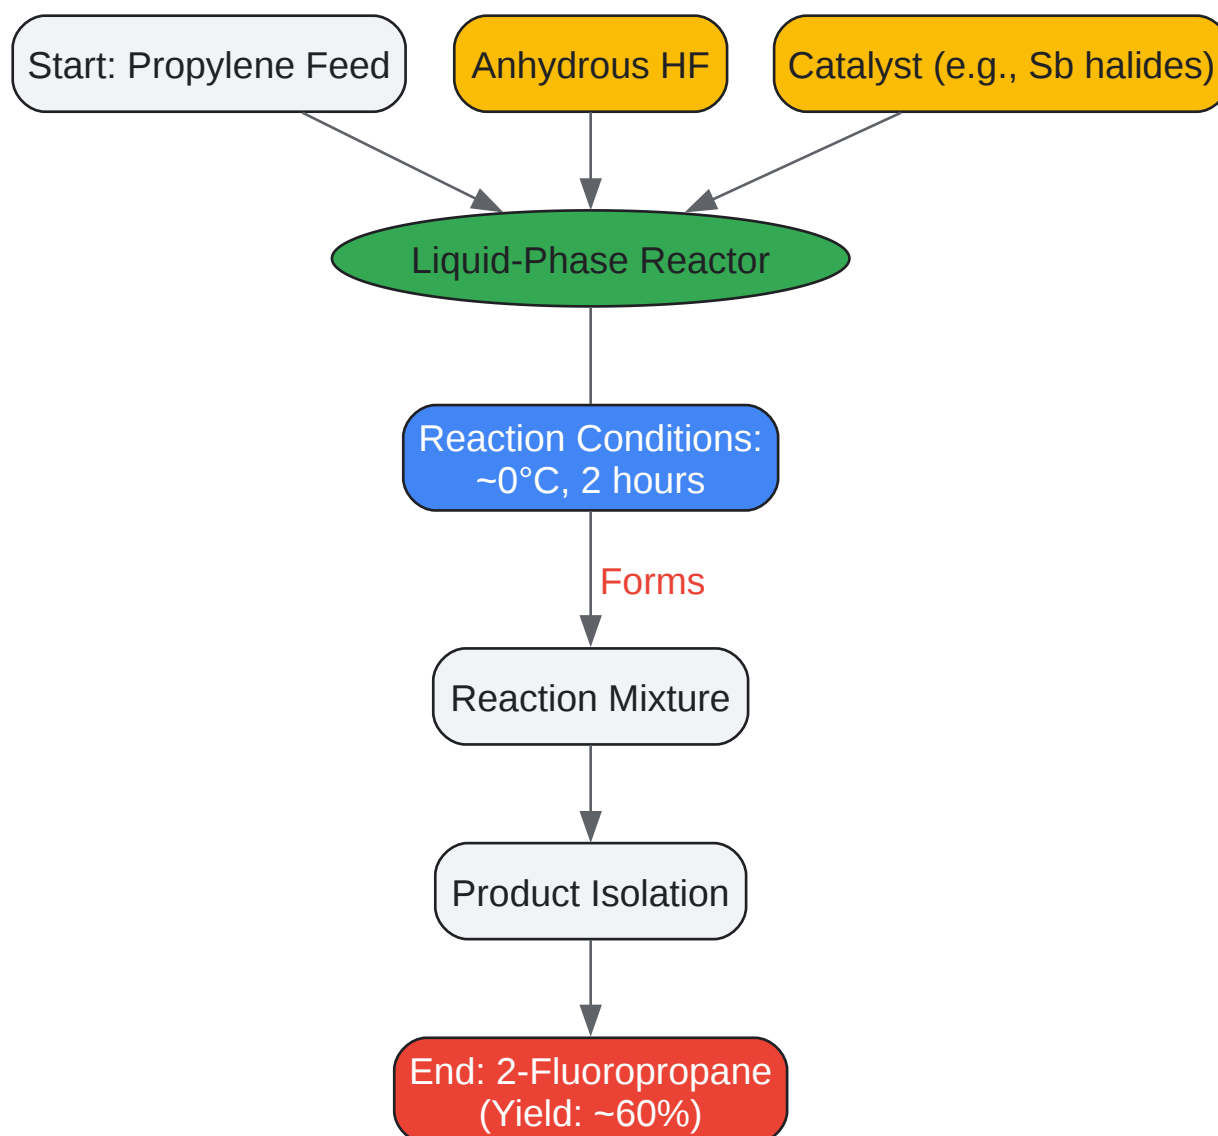 Start: Propylene Feed
Anhydrous HF
Catalyst (e.g., Sb halides)
Liquid-Phase Reactor
Reaction Conditions:
~0°C, 2 hours
Forms
Reaction Mixture
Product Isolation
End: 2-Fluoropropane
(Yield: ~60%)